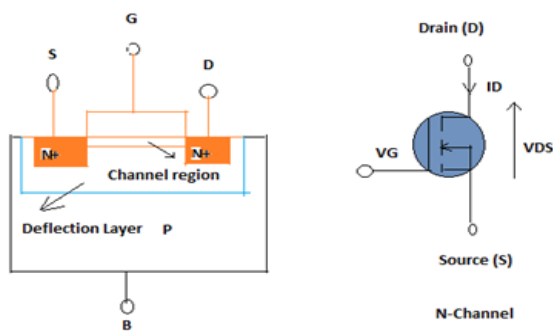 G
S
D
N+
N+
Channel region
Deflection Layer P
B
Drain (D)
ID
VG
VDS
Source (S)
N-Channel